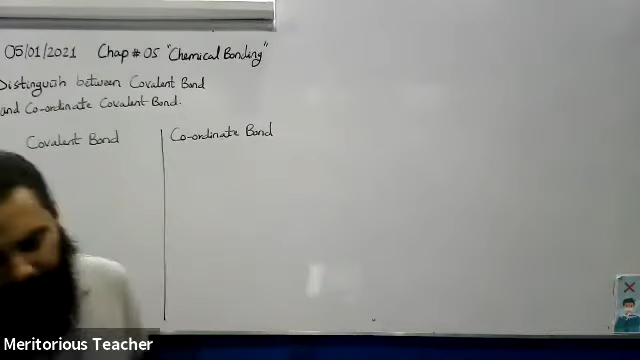 05/01/2021 Chap # 05 "Chemical Bonding"
Distinguish between Covalent Bond
and Co-ordinate Covalent Bond.
Covalent Bond
Co-ordinate Bond
Meritorious Teacher